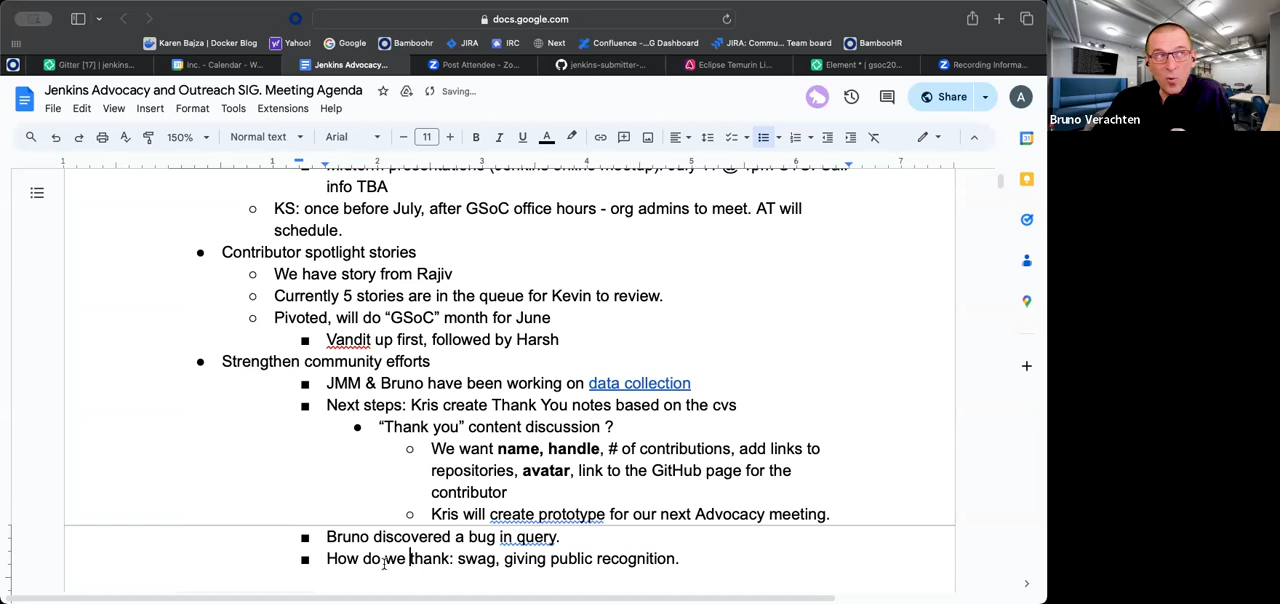 docs.google.com
Karen Bajza | Docker Blog
Yahoo!
Google
Bamboohr
JIRA
IRC
Next
Confluence ...G Dashboard
JIRA: Commu... Team board
BambooHR
Gitter [17] | jenkins...
Inc. - Calendar - W...
Jenkins Advocacy...
Post Attendee - Zo...
jenkins-submitter-...
Eclipse Temurin Li...
Element * | gsoc20...
Recording Informa...
Jenkins Advocacy and Outreach SIG. Meeting Agenda
Saving...
Share
A
File Edit View Insert Format Tools Extensions Help
150% Normal text Arial 11 B I U A
1 1 2 3 4 5 6 7
info TBA
KS: once before July, after GSoC office hours - org admins to meet. AT will
schedule.
Contributor spotlight stories
We have story from Rajiv
Currently 5 stories are in the queue for Kevin to review.
Pivoted, will do “GSoC” month for June
Vandit up first, followed by Harsh
Strengthen community efforts
JMM & Bruno have been working on data collection
Next steps: Kris create Thank You notes based on the cvs
“Thank you” content discussion ?
We want name, handle, # of contributions, add links to
repositories, avatar, link to the GitHub page for the
contributor
Kris will create prototype for our next Advocacy meeting.
Bruno discovered a bug in query.
How do we thank: swag, giving public recognition.
Bruno Verachten